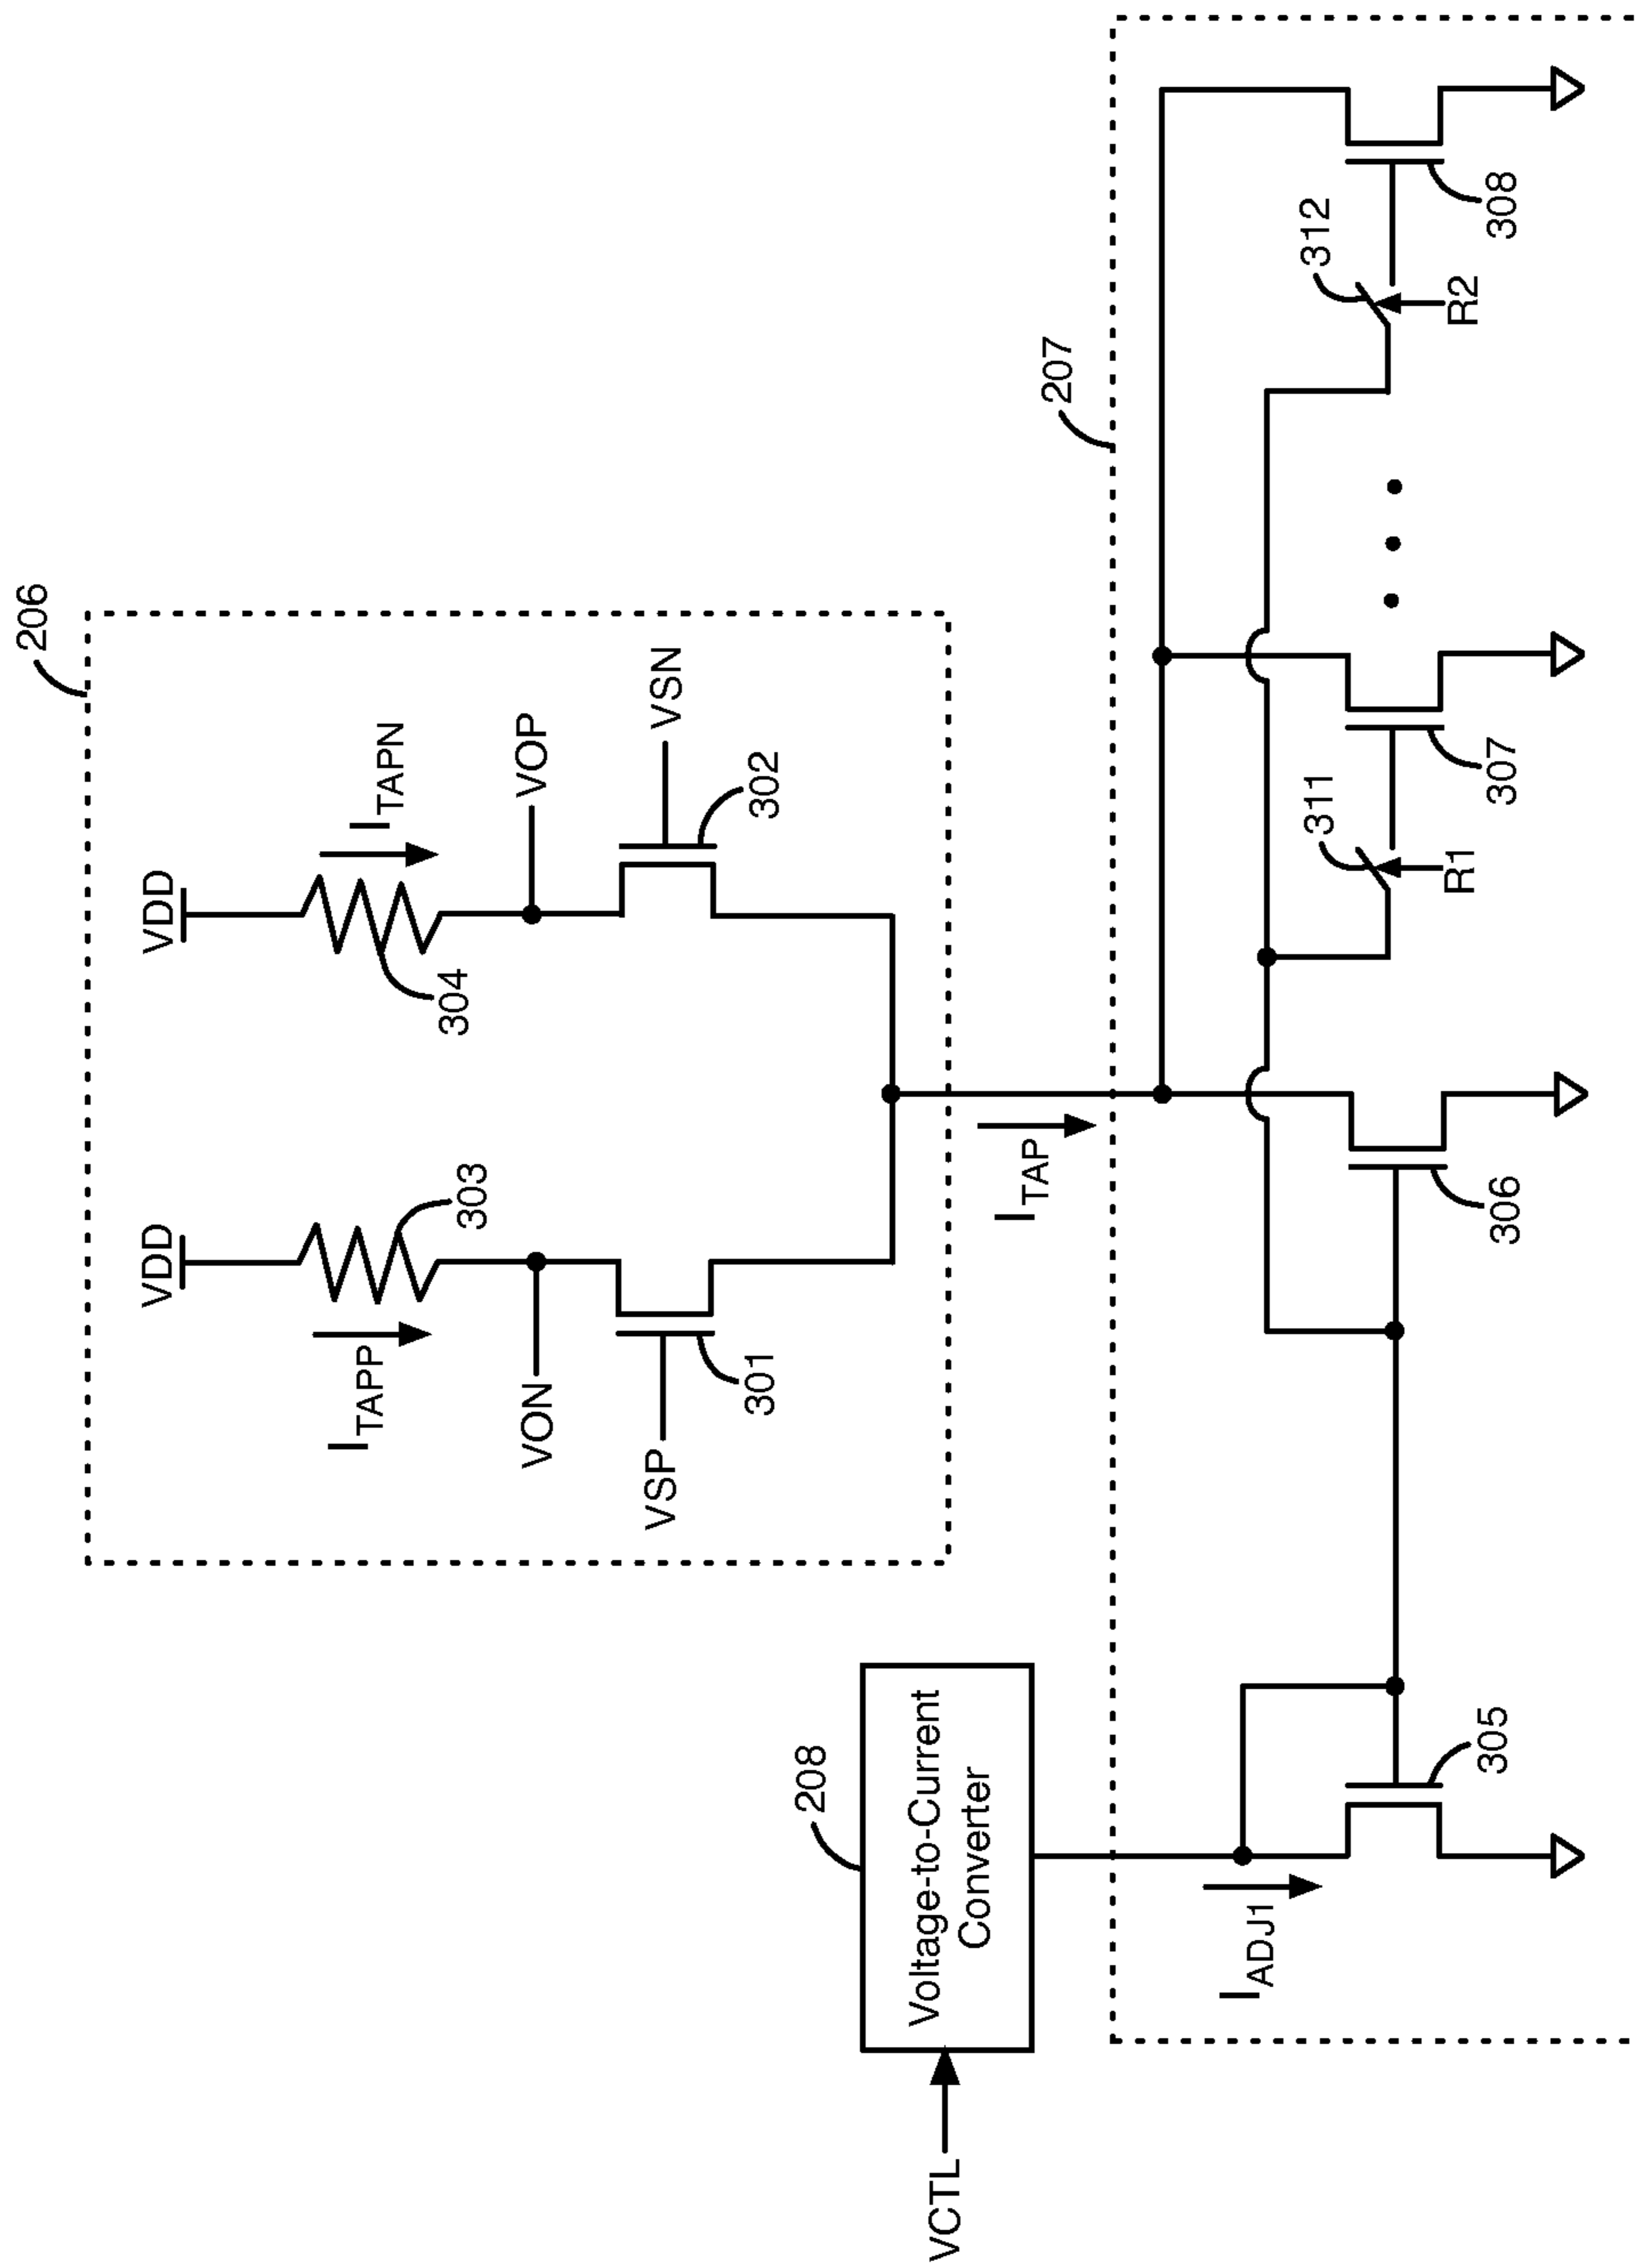 206
VDD
VDD
I_TAPP
I_TAPN
303
304
VON
VOP
VSP
VSN
301
302
208
Voltage-to-Current
Converter
VCTL
I_TAP
207
I_ADJ1
311
312
R1
R2
305
306
307
308